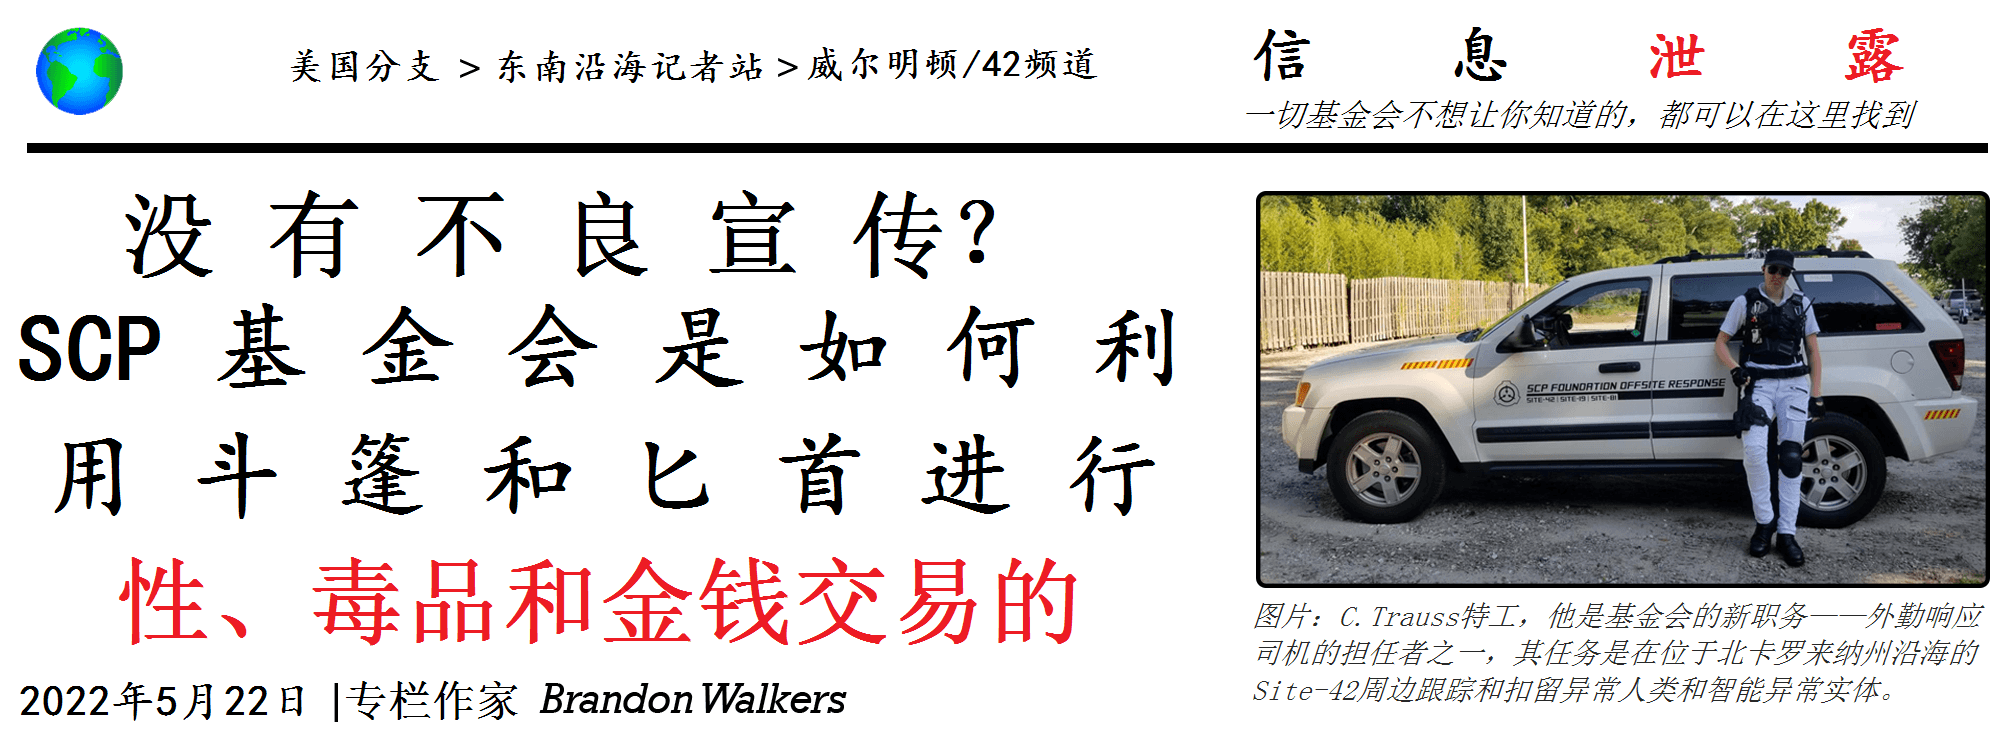 美国分支 > 东南沿海记者站 > 威尔明顿/42频道
信息泄露
一切基金会不想让你知道的，都可以在这里找到
没有不良宣传？
SCP基金会是如何利
用斗篷和匕首进行
性、毒品和金钱交易的
2022年5月22日 |专栏作家 Brandon Walkers
SCP FOUNDATION OFFSITE RESPONSE
SITE-42 | SITE-19 | SITE-81
图片：C.Trauss特工，他是基金会的新职务——外勤响应
司机的担任者之一，其任务是在位于北卡罗来纳州沿海的
Site-42周边跟踪和扣留异常人类和智能异常实体。